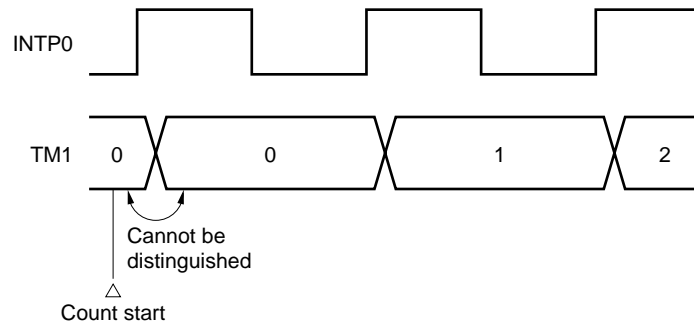 INTP0
TM1
0
0
1
2
Cannot be
distinguished
Count start